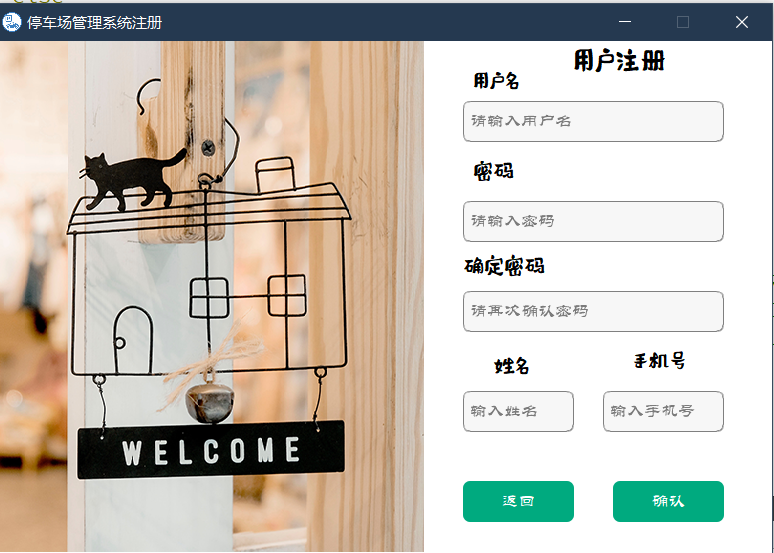 else
停车场管理系统注册
用户注册
用户名
请输入用户名
密码
请输入密码
确定密码
请再次确认密码
姓名
手机号
输入姓名
输入手机号
WELCOME
返回
确认